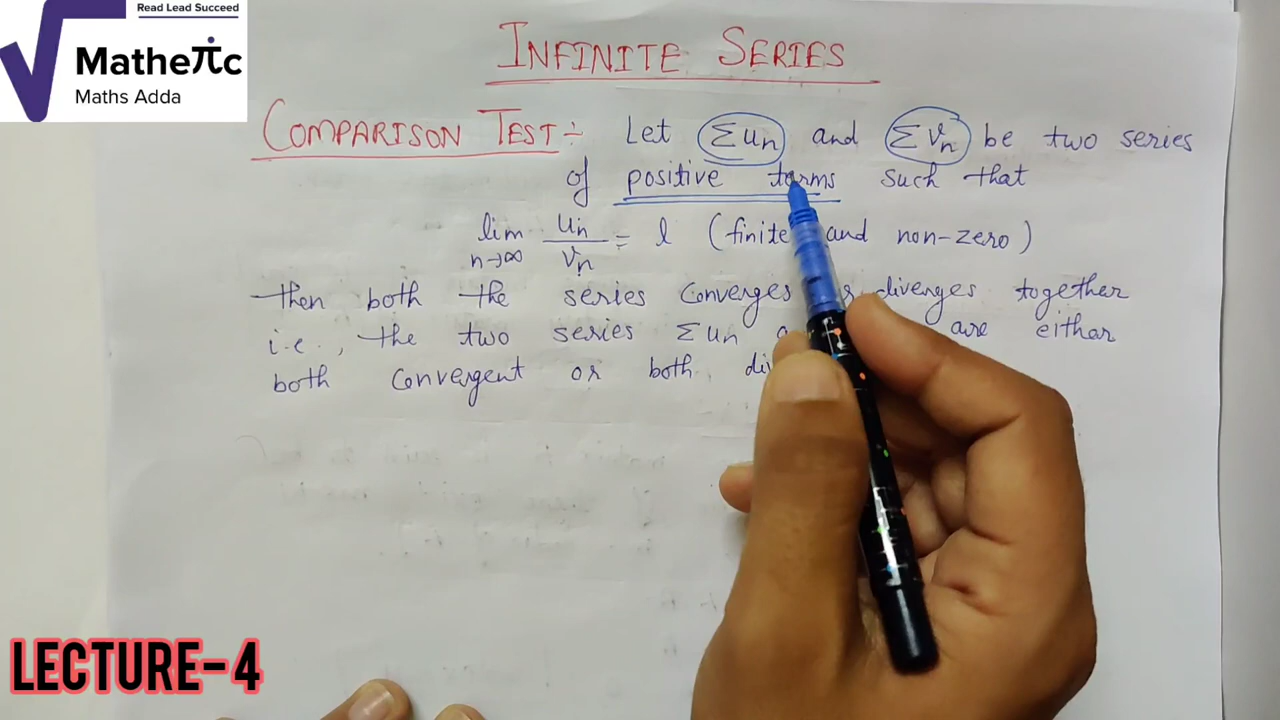 Read Lead Succeed
Matheπc
Maths Adda
INFINITE SERIES
COMPARISON TEST :- Let Σun and Σvn be two series
of positive terms such that
lim n→∞ un/vn = l (finite and non-zero)
then both the series converges diverges together
i.e., the two series Σun are eithar
both convergent or both
LECTURE-4